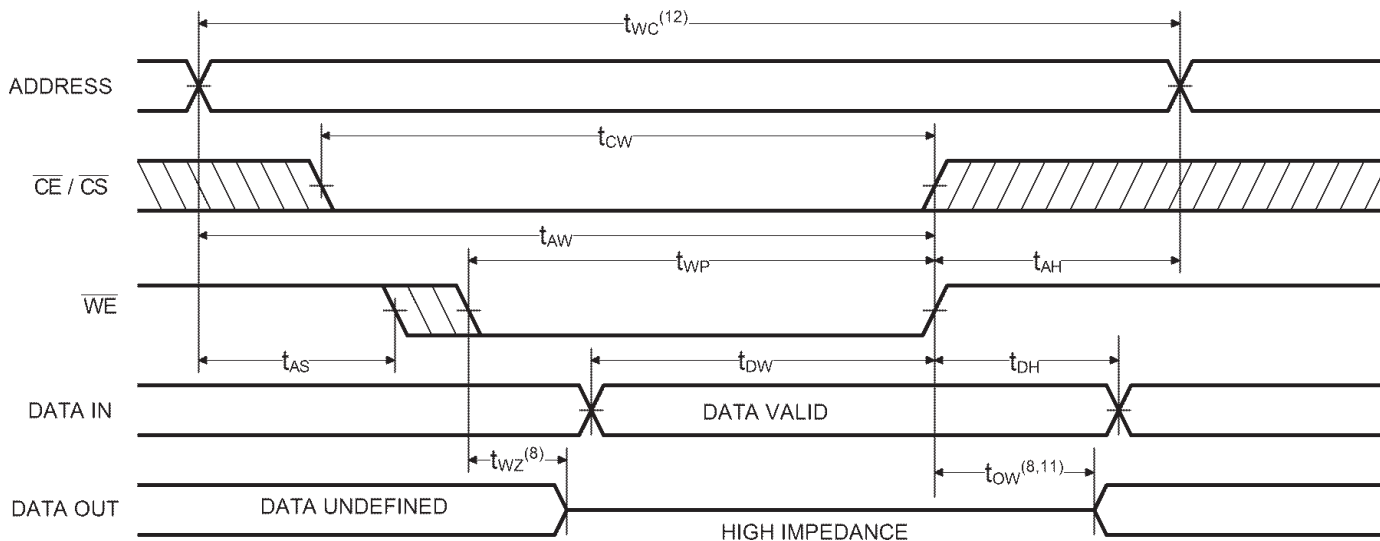 tWC(12)
ADDRESS
tCW
CE / CS
tAW
tWP
tAH
WE
tAS
tDW
tDH
DATA IN
DATA VALID
tWZ(8)
tOW(8,11)
DATA OUT
DATA UNDEFINED
HIGH IMPEDANCE